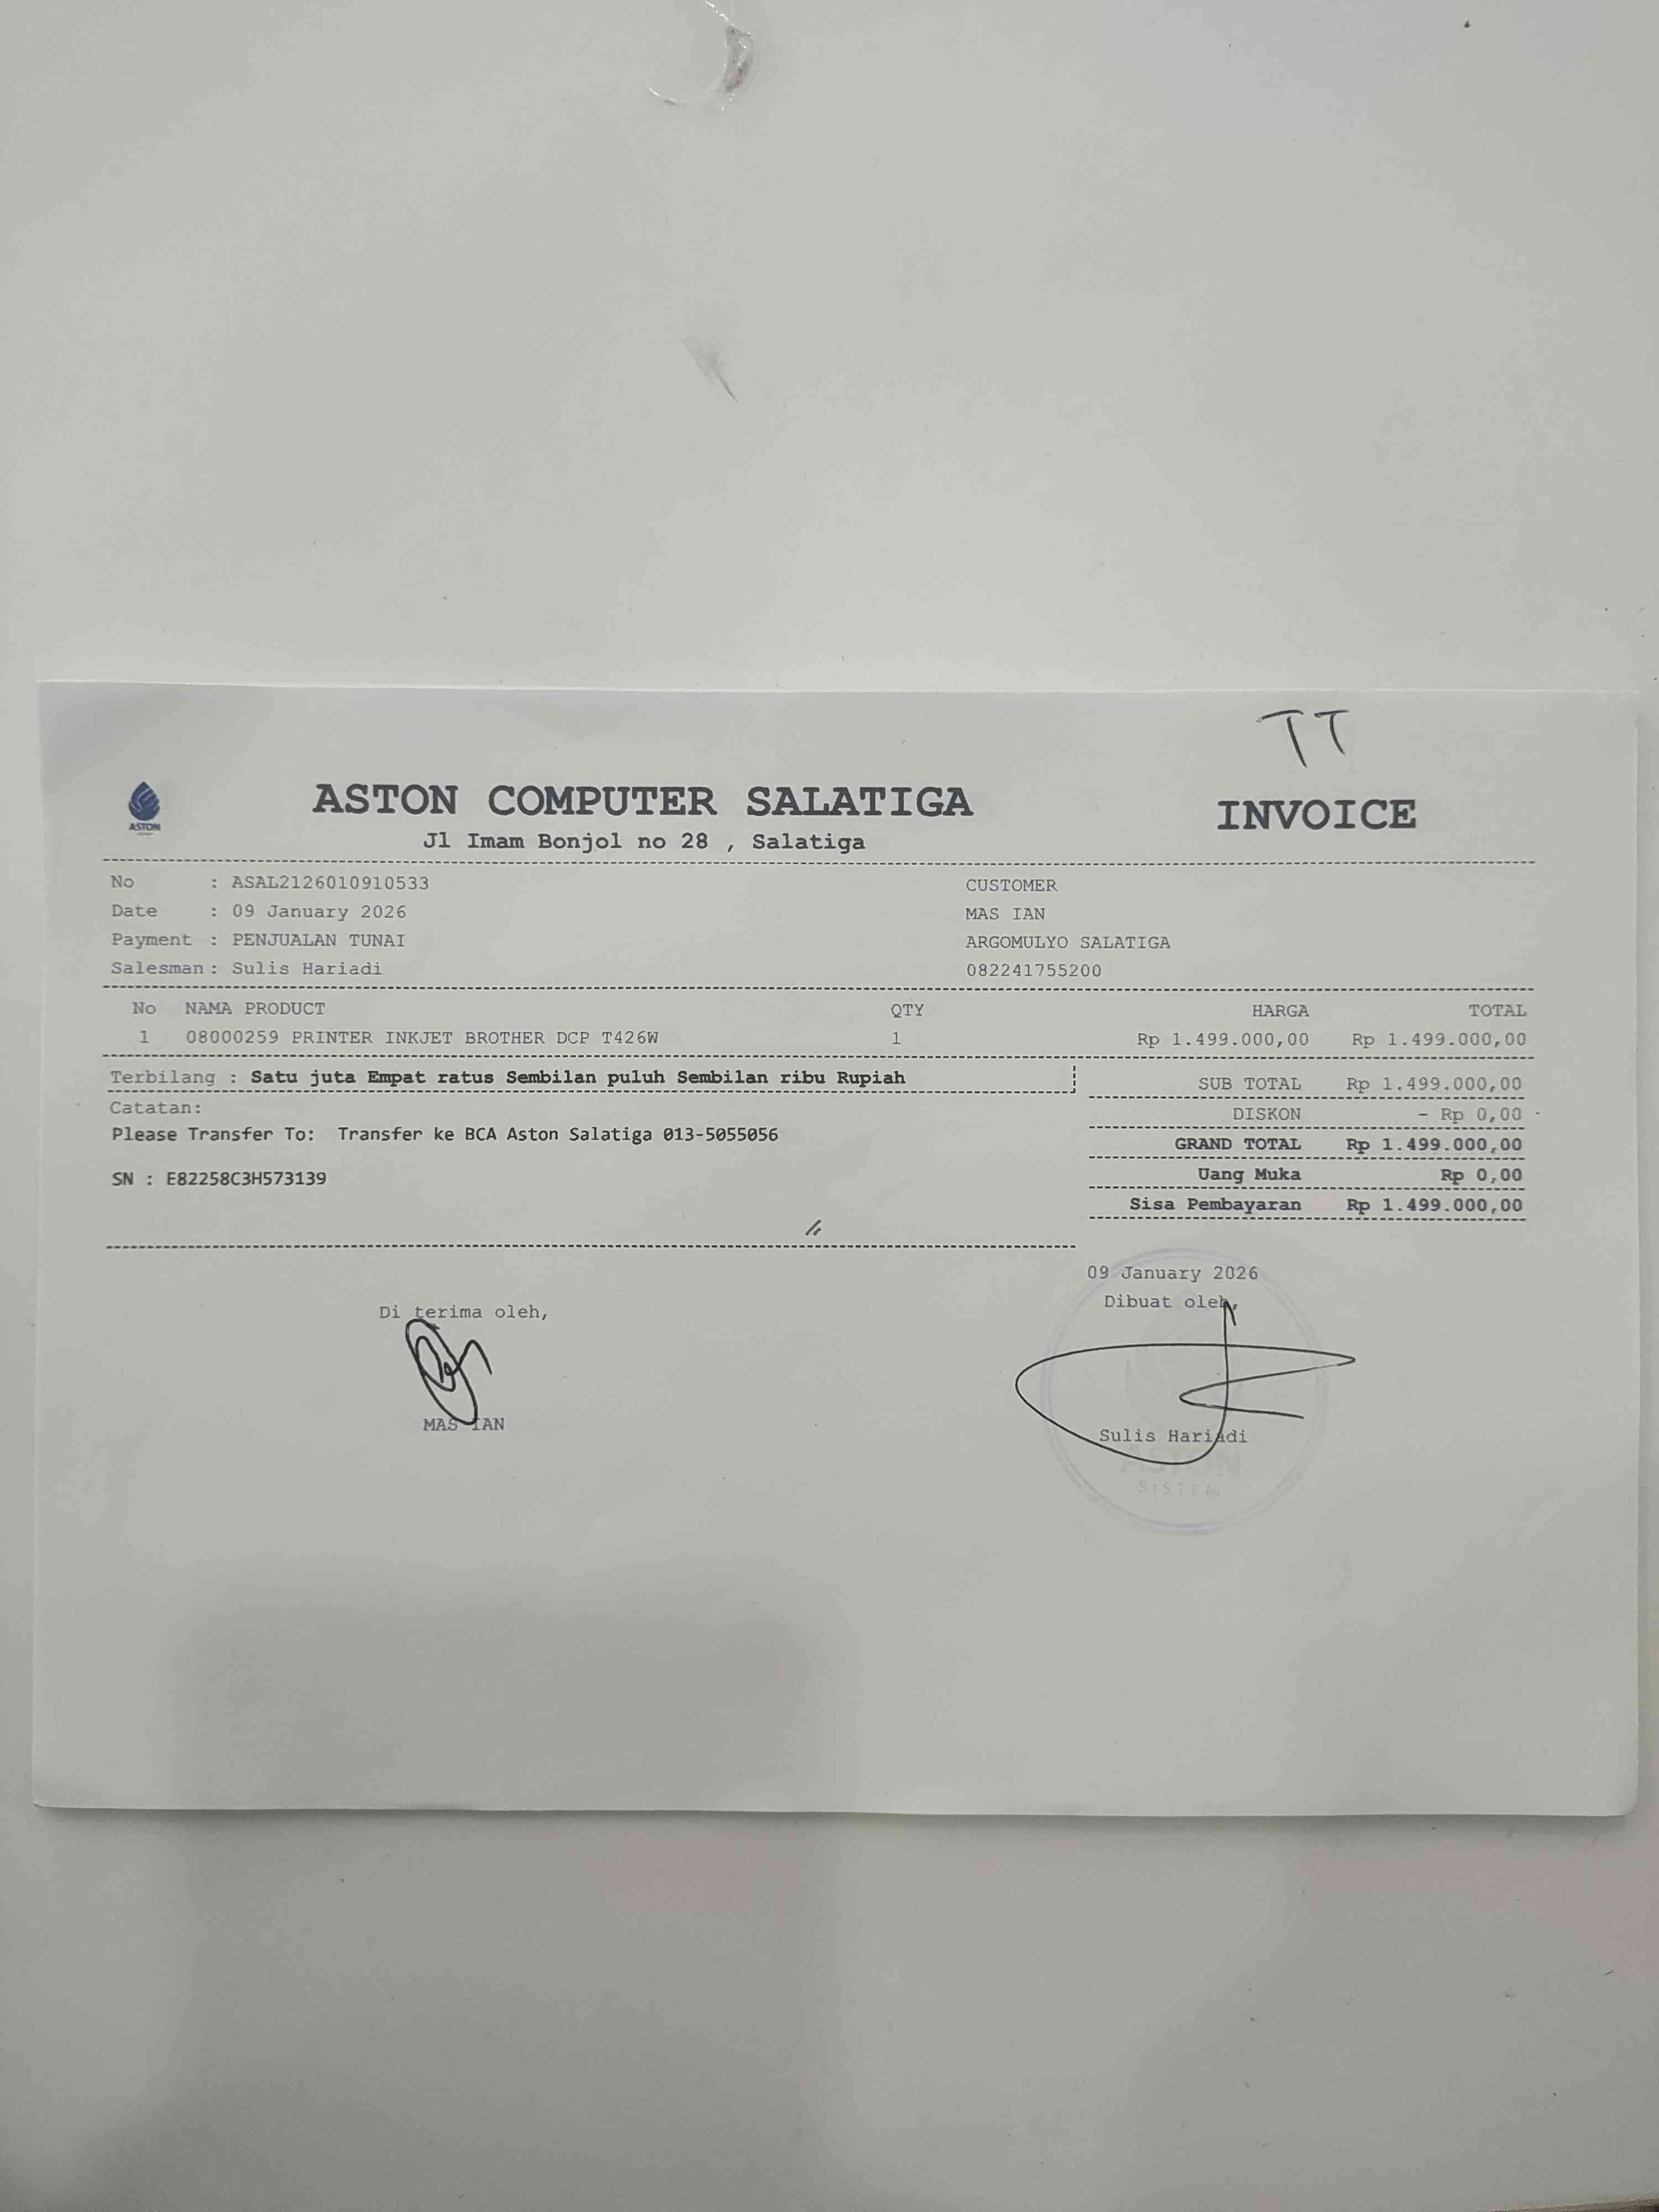 TT
ASTON
ASTON COMPUTER SALATIGA
INVOICE
Jl Imam Bonjol no 28 , Salatiga
No : ASAL2126010910533
Date : 09 January 2026
Payment : PENJUALAN TUNAI
Salesman : Sulis Hariadi
CUSTOMER
MAS IAN
ARGOMULYO SALATIGA
082241755200
No NAMA PRODUCT QTY HARGA TOTAL
1 08000259 PRINTER INKJET BROTHER DCP T426W 1 Rp 1.499.000,00 Rp 1.499.000,00
Terbilang : Satu juta Empat ratus Sembilan puluh Sembilan ribu Rupiah
Catatan:
Please Transfer To: Transfer ke BCA Aston Salatiga 013-5055056
SN : E82258C3H573139
SUB TOTAL Rp 1.499.000,00
DISKON - Rp 0,00
GRAND TOTAL Rp 1.499.000,00
Uang Muka Rp 0,00
Sisa Pembayaran Rp 1.499.000,00
Di terima oleh,
MAS IAN
09 January 2026
Dibuat oleh,
Sulis Hariadi
ASTON
SISTEM